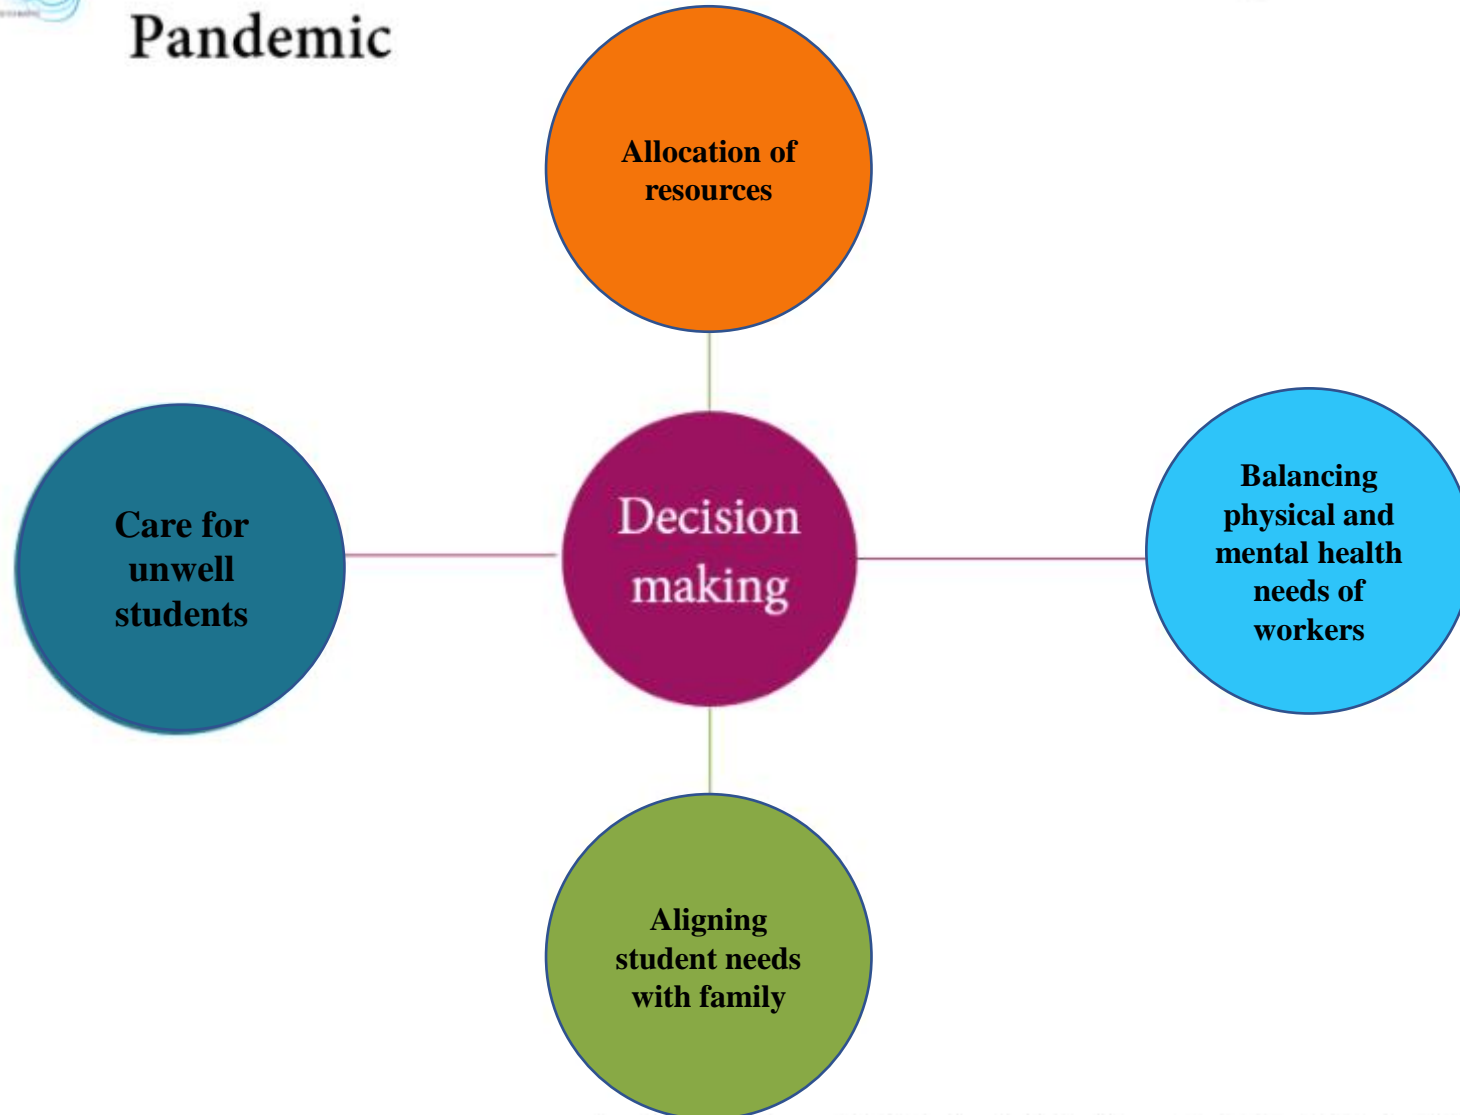 Pandemic
Allocation of
resources
Care for
unwell
students
Decision
making
Balancing
physical and
mental health
needs of
workers
Aligning
student needs
with family